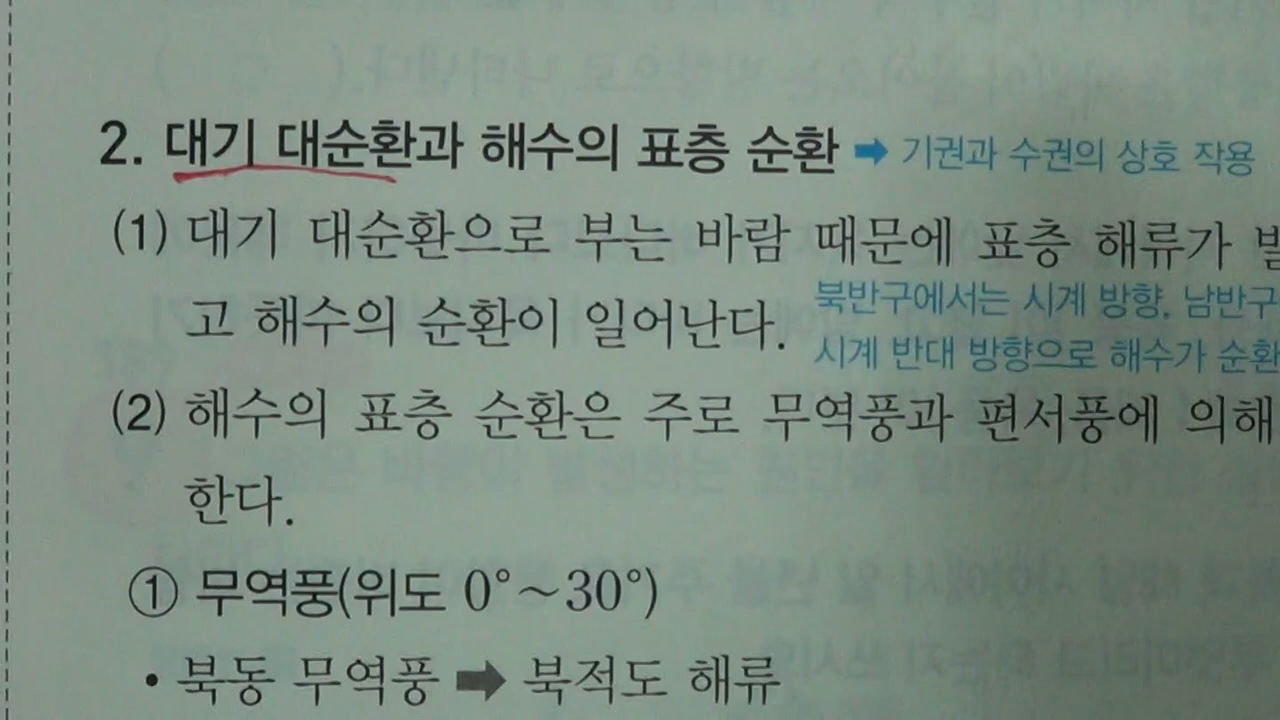 2. 대기 대순환과 해수의 표층 순환 ➡ 기권과 수권의 상호 작용
(1) 대기 대순환으로 부는 바람 때문에 표층 해류가
북반구에서는 시계 방향, 남반구
고 해수의 순환이 일어난다.
시계 반대 방향으로 해수가 순환
(2) 해수의 표층 순환은 주로 무역풍과 편서풍에 의해
한다.
① 무역풍(위도 0°~30°)
• 북동 무역풍 ➡ 북적도 해류